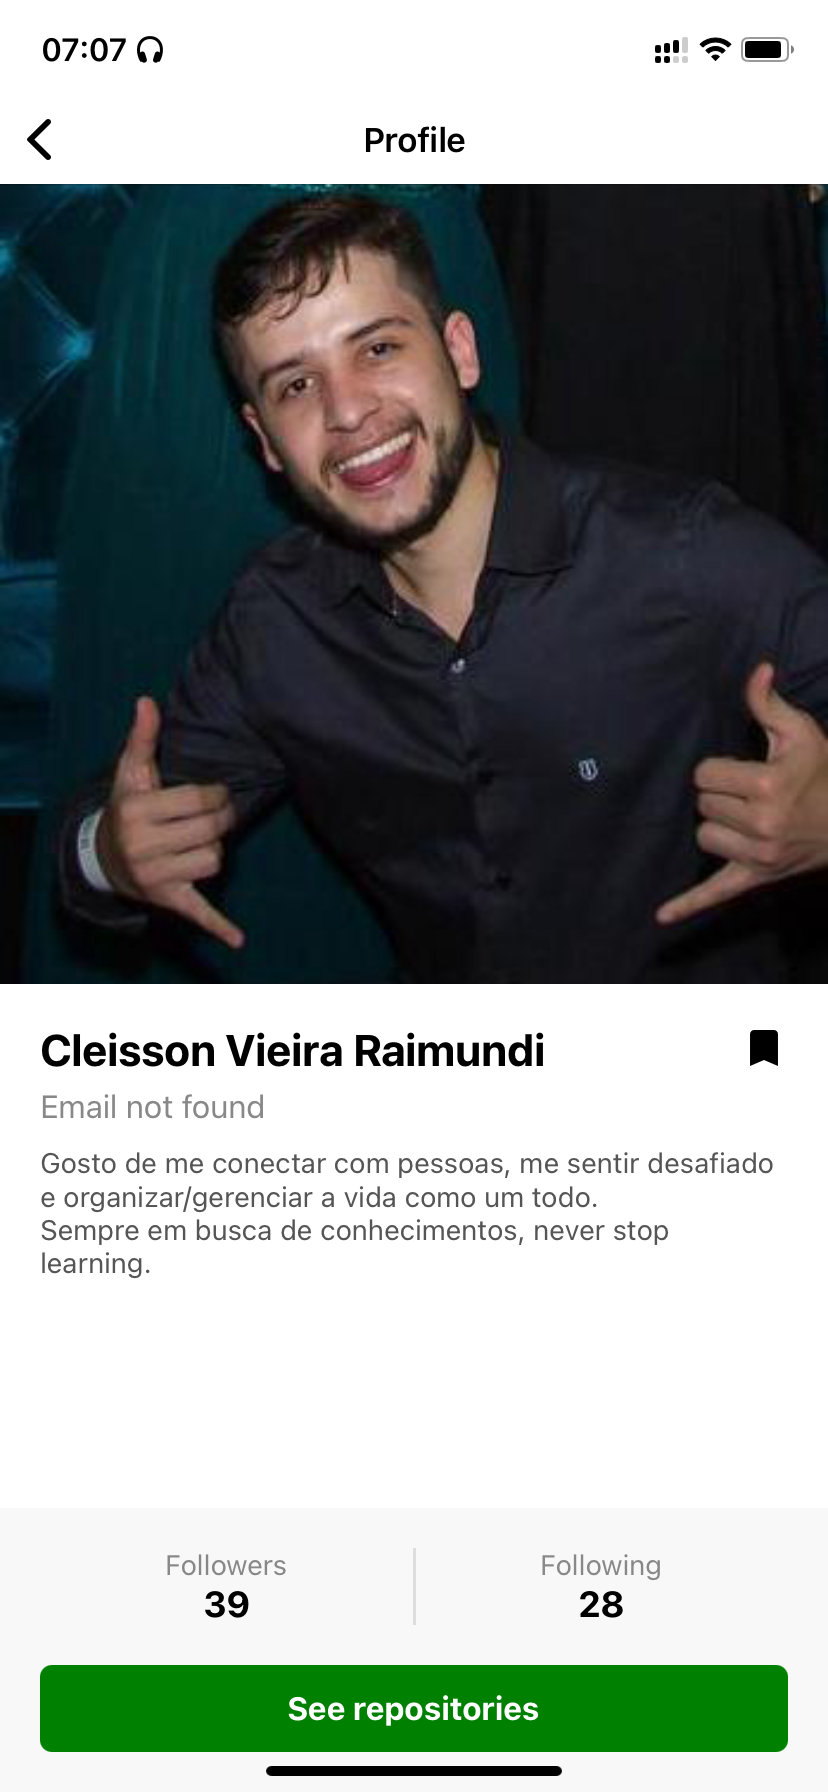 07:07
Profile
Cleisson Vieira Raimundi
Email not found
Gosto de me conectar com pessoas, me sentir desafiado
e organizar/gerenciar a vida como um todo.
Sempre em busca de conhecimentos, never stop
learning.
Followers
39
Following
28
See repositories